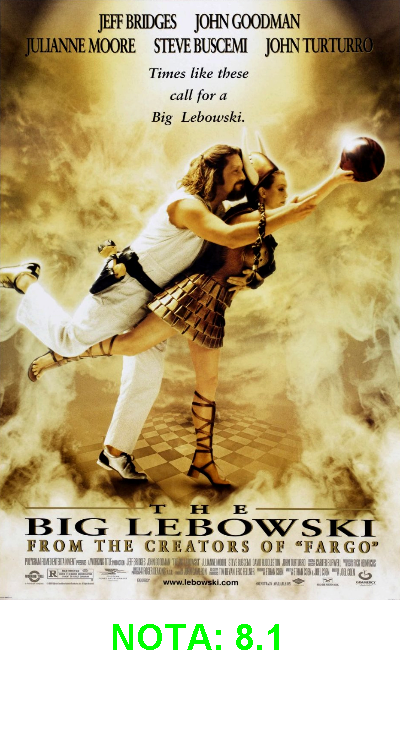 JEFF BRIDGES JOHN GOODMAN
JULIANNE MOORE STEVE BUSCEMI JOHN TURTURRO
Times like these
call for a
Big Lebowski.
THE
BIG LEBOWSKI
FROM THE CREATORS OF "FARGO"
www.lebowski.com
NOTA: 8.1